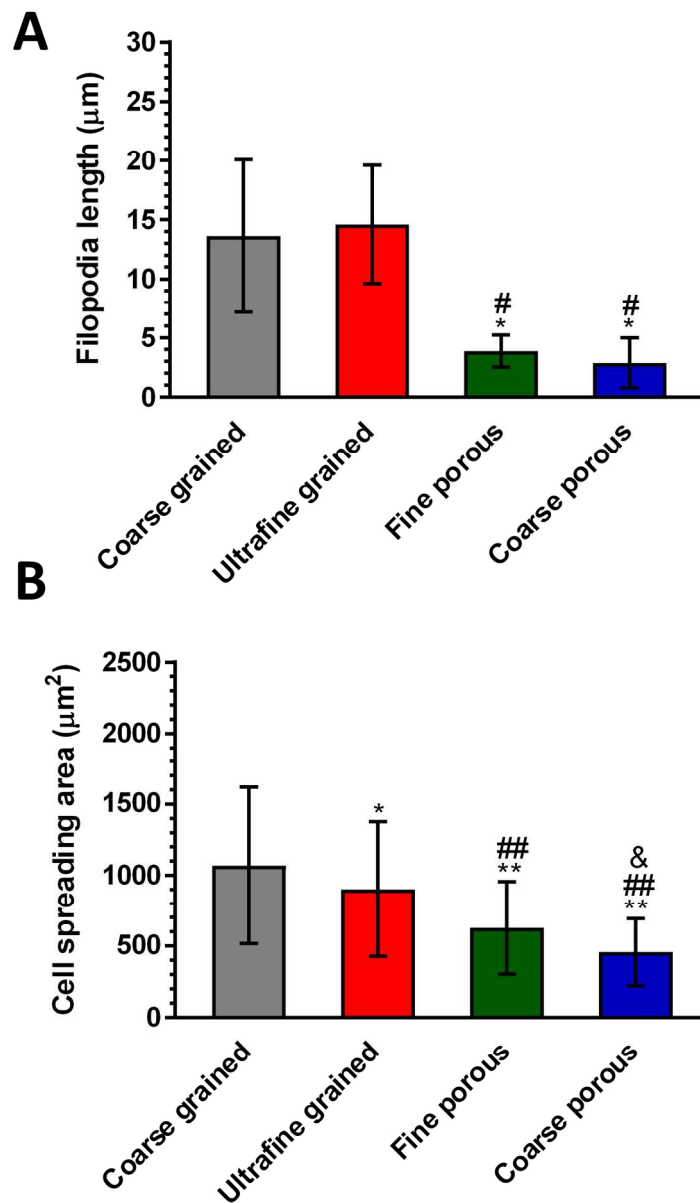 A
Filopodia length (μm)
30
25
20
15
10
5
0
#
*
#
*
Coarse grained
Ultrafine grained
Fine porous
Coarse porous
B
Cell spreading area (μm²)
2500
2000
1500
1000
500
0
*
##
**
&
##
**
Coarse grained
Ultrafine grained
Fine porous
Coarse porous